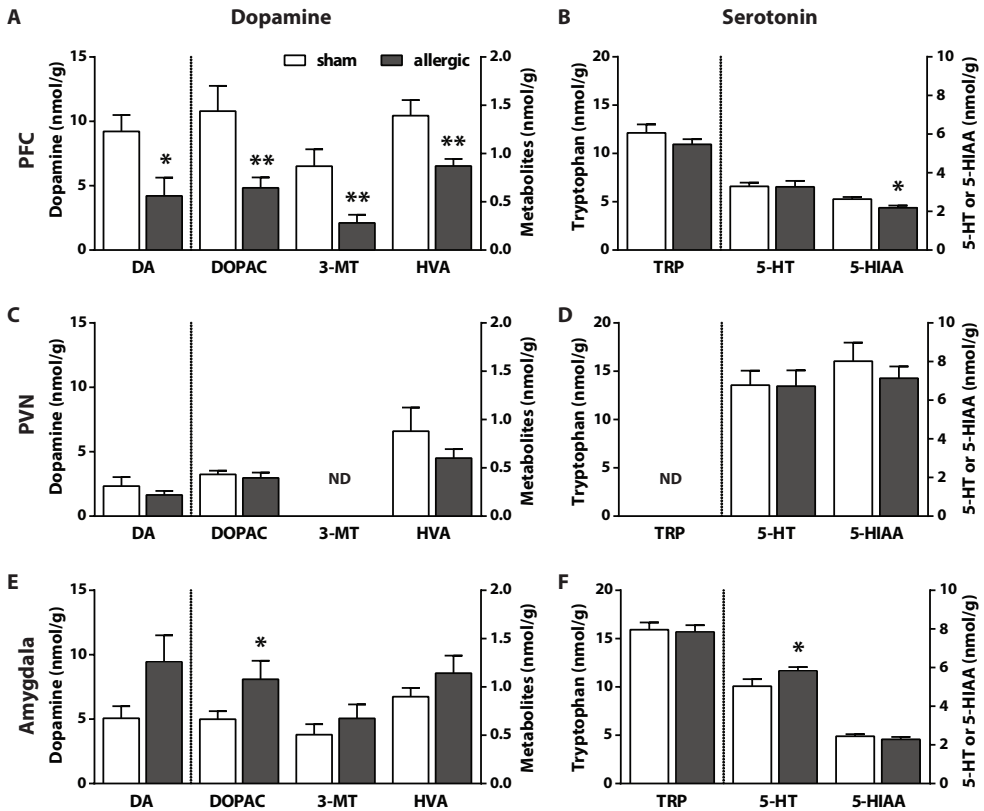 A Dopamine
B Serotonin
sham allergic
PFC
Dopamine (nmol/g)
15
10
5
0
Metabolites (nmol/g)
2.0
1.5
1.0
0.5
0.0
* ** ** **
DA DOPAC 3-MT HVA
Tryptophan (nmol/g)
20
15
10
5
0
5-HT or 5-HIAA (nmol/g)
10
8
6
4
2
0
*
TRP 5-HT 5-HIAA
C
PVN
Dopamine (nmol/g)
15
10
5
0
Metabolites (nmol/g)
2.0
1.5
1.0
0.5
0.0
ND
DA DOPAC 3-MT HVA
D
Tryptophan (nmol/g)
20
15
10
5
0
5-HT or 5-HIAA (nmol/g)
10
8
6
4
2
0
ND
TRP 5-HT 5-HIAA
E
Amygdala
Dopamine (nmol/g)
15
10
5
0
Metabolites (nmol/g)
2.0
1.5
1.0
0.5
0.0
*
DA DOPAC 3-MT HVA
F
Tryptophan (nmol/g)
20
15
10
5
0
5-HT or 5-HIAA (nmol/g)
10
8
6
4
2
0
*
TRP 5-HT 5-HIAA